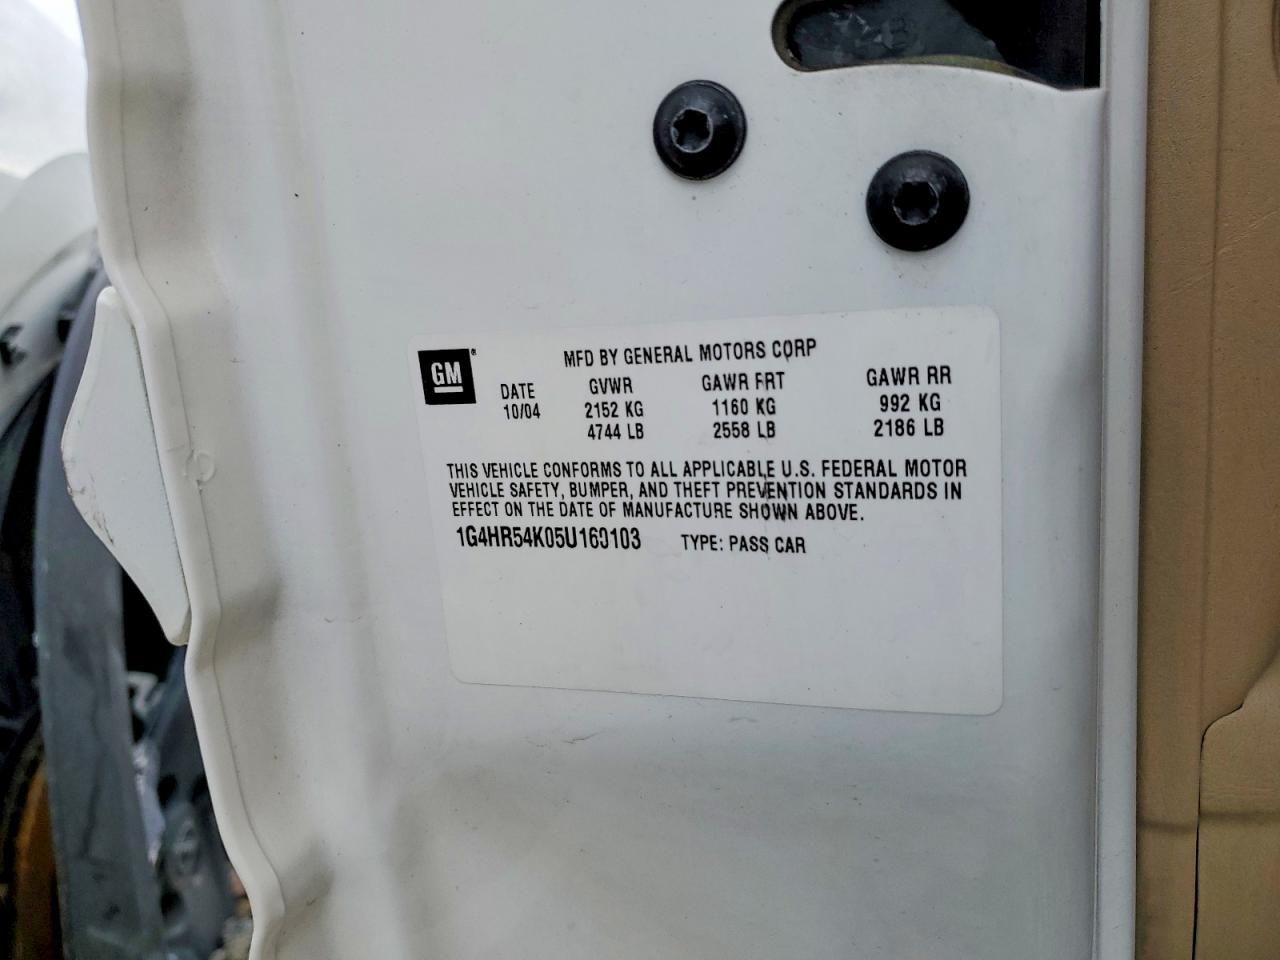 GM
MFD BY GENERAL MOTORS CORP
DATE GVWR GAWR FRT GAWR RR
10/04 2152 KG 1160 KG 992 KG
4744 LB 2558 LB 2186 LB
THIS VEHICLE CONFORMS TO ALL APPLICABLE U.S. FEDERAL MOTOR
VEHICLE SAFETY, BUMPER, AND THEFT PREVENTION STANDARDS IN
EFFECT ON THE DATE OF MANUFACTURE SHOWN ABOVE.
1G4HR54K05U160103 TYPE: PASS CAR